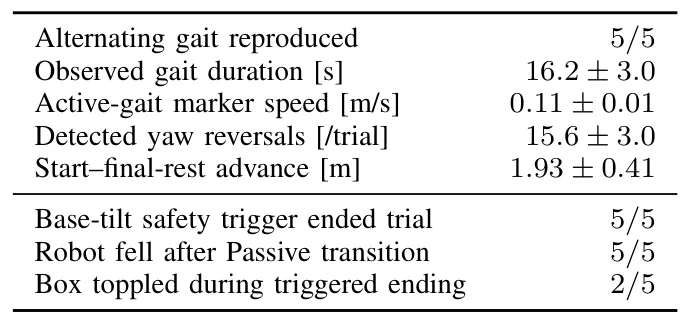 Alternating gait reproduced 5/5
Observed gait duration [s] 16.2 ± 3.0
Active-gait marker speed [m/s] 0.11 ± 0.01
Detected yaw reversals [/trial] 15.6 ± 3.0
Start–final-rest advance [m] 1.93 ± 0.41
Base-tilt safety trigger ended trial 5/5
Robot fell after Passive transition 5/5
Box toppled during triggered ending 2/5